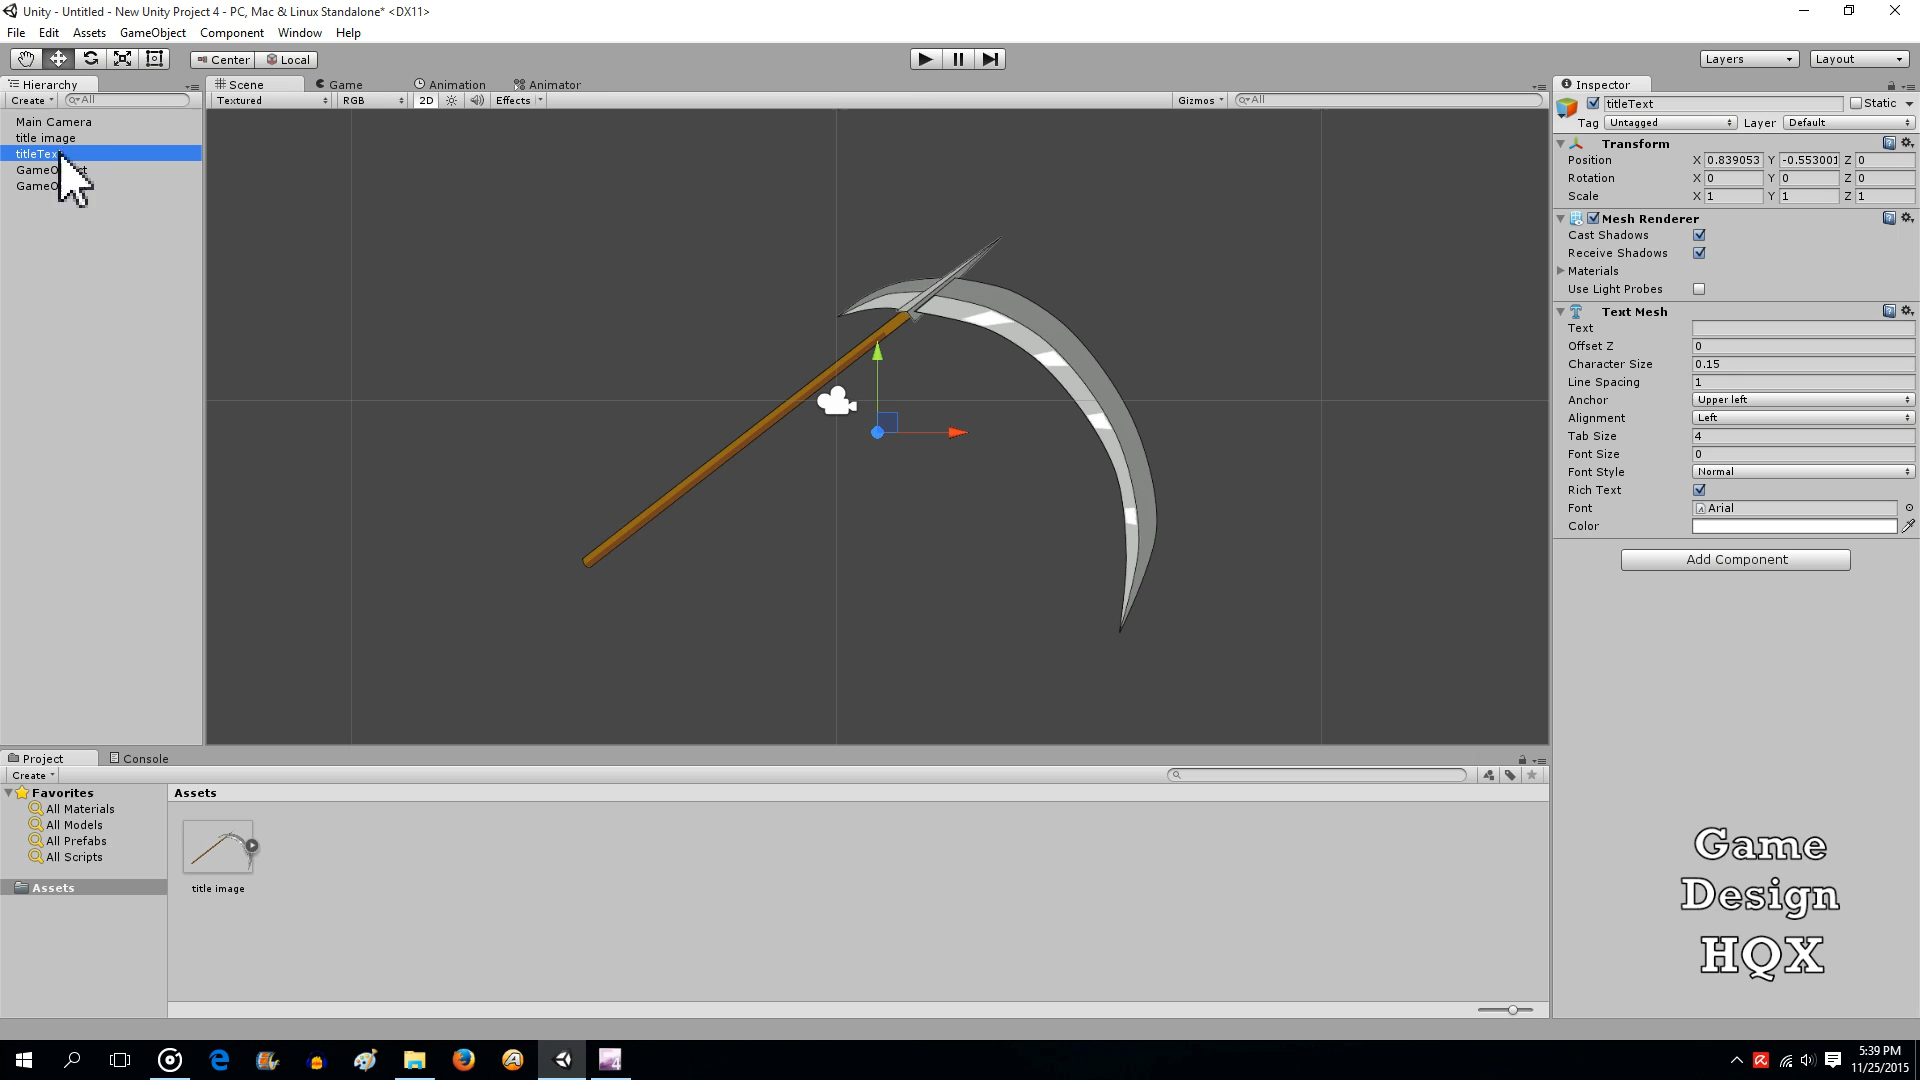 Unity - Untitled - New Unity Project 4 - PC, Mac & Linux Standalone* <DX11>
File Edit Assets GameObject Component Window Help
Center Local
Layers Layout
Hierarchy
Create All
Main Camera
title image
titleTex
GameO
GameO
Scene Game Animation Animator
Textured RGB 2D Effects Gizmos All
Inspector
titleText Static
Tag Untagged Layer Default
Transform
Position X 0.839053 Y -0.553001 Z 0
Rotation X 0 Y 0 Z 0
Scale X 1 Y 1 Z 1
Mesh Renderer
Cast Shadows
Receive Shadows
Materials
Use Light Probes
Text Mesh
Text
Offset Z 0
Character Size 0.15
Line Spacing 1
Anchor Upper left
Alignment Left
Tab Size 4
Font Size 0
Font Style Normal
Rich Text
Font Arial
Color
Add Component
Project Console
Create
Favorites
All Materials
All Models
All Prefabs
All Scripts
Assets
Assets
title image
Game
Design
HQX
5:39 PM
11/25/2015